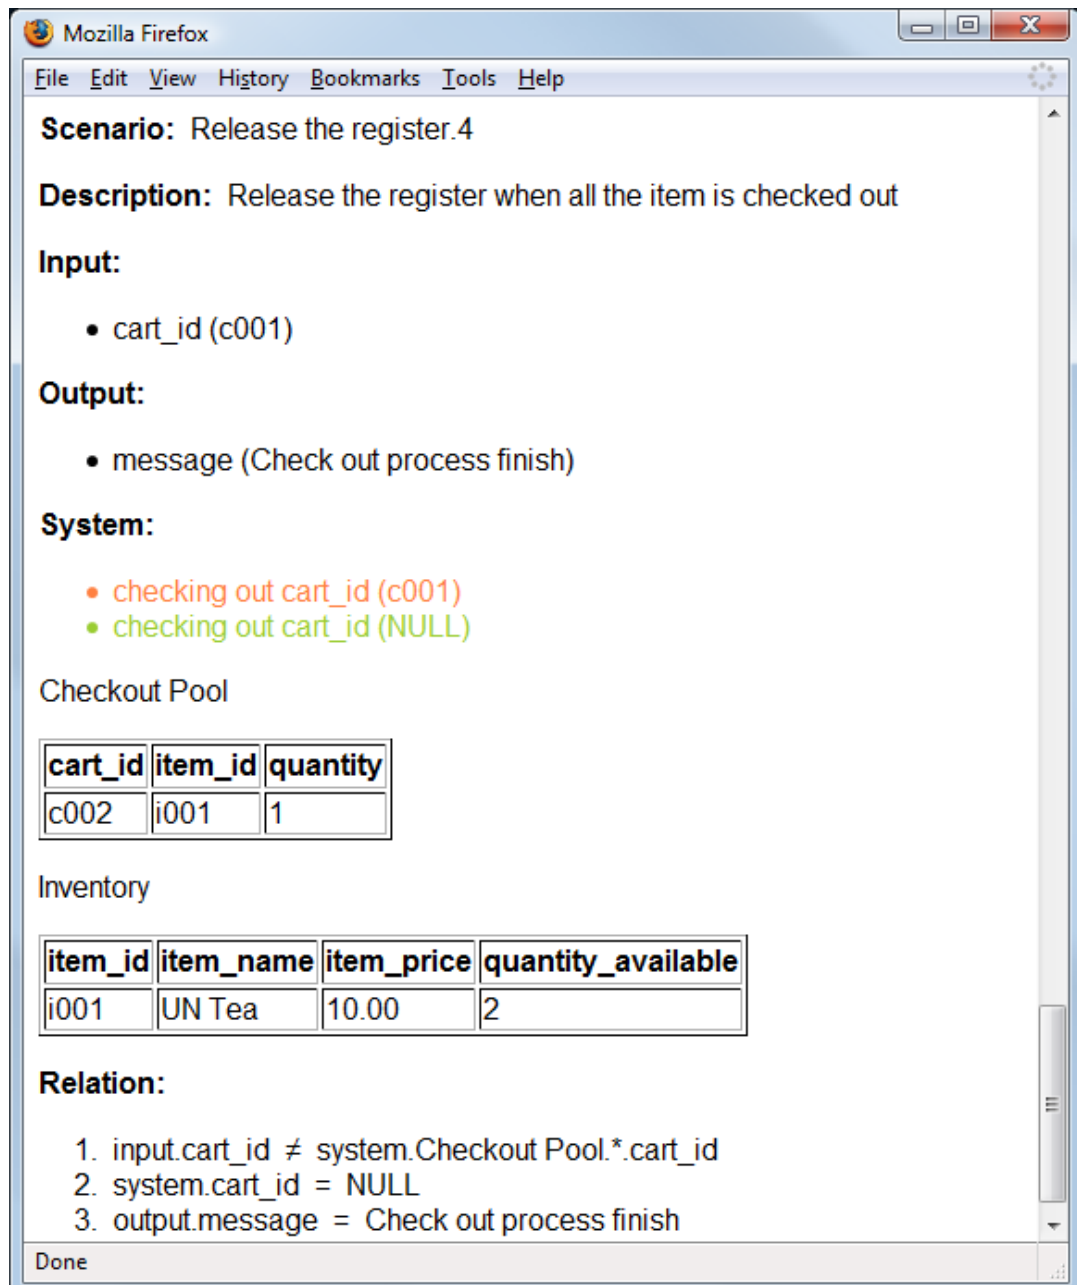 Mozilla Firefox
File Edit View History Bookmarks Tools Help
Scenario: Release the register.4
Description: Release the register when all the item is checked out
Input:
• cart_id (c001)
Output:
• message (Check out process finish)
System:
• checking out cart_id (c001)
• checking out cart_id (NULL)
Checkout Pool
cart_id item_id quantity
c002 i001 1
Inventory
item_id item_name item_price quantity_available
i001 UN Tea 10.00 2
Relation:
1. input.cart_id ≠ system.Checkout Pool.*.cart_id
2. system.cart_id = NULL
3. output.message = Check out process finish
Done